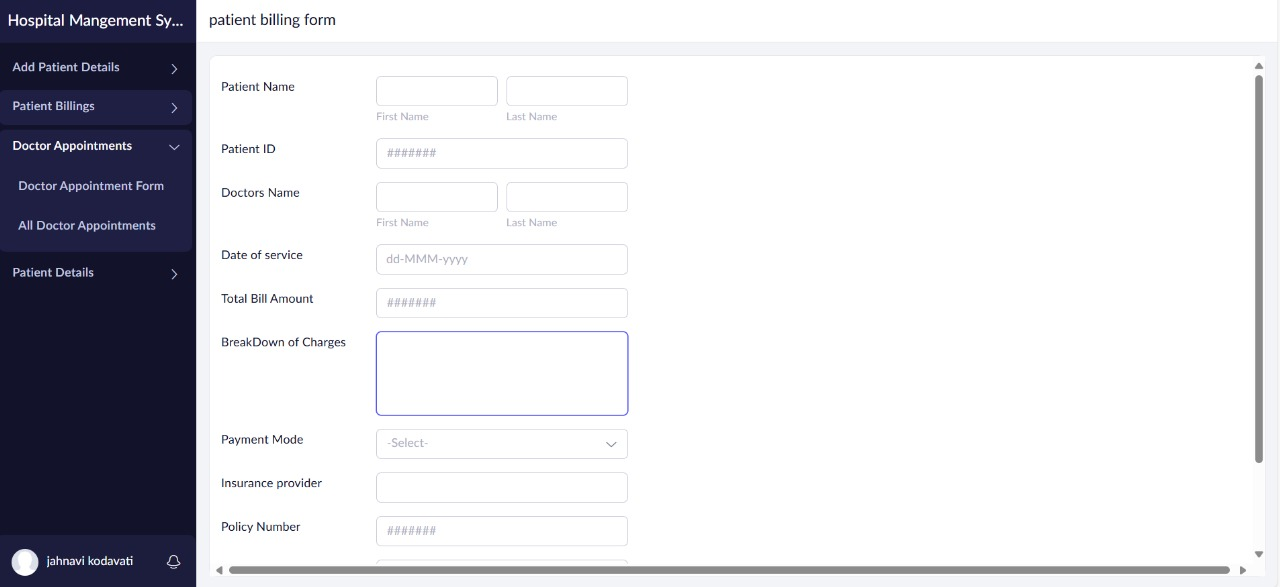 Hospital Mangement Sy...
Add Patient Details
Patient Billings
Doctor Appointments
Doctor Appointment Form
All Doctor Appointments
Patient Details
jahnavi kodavati
patient billing form
Patient Name
First Name Last Name
Patient ID #######
Doctors Name
First Name Last Name
Date of service dd-MMM-yyyy
Total Bill Amount #######
BreakDown of Charges
Payment Mode -Select-
Insurance provider
Policy Number #######